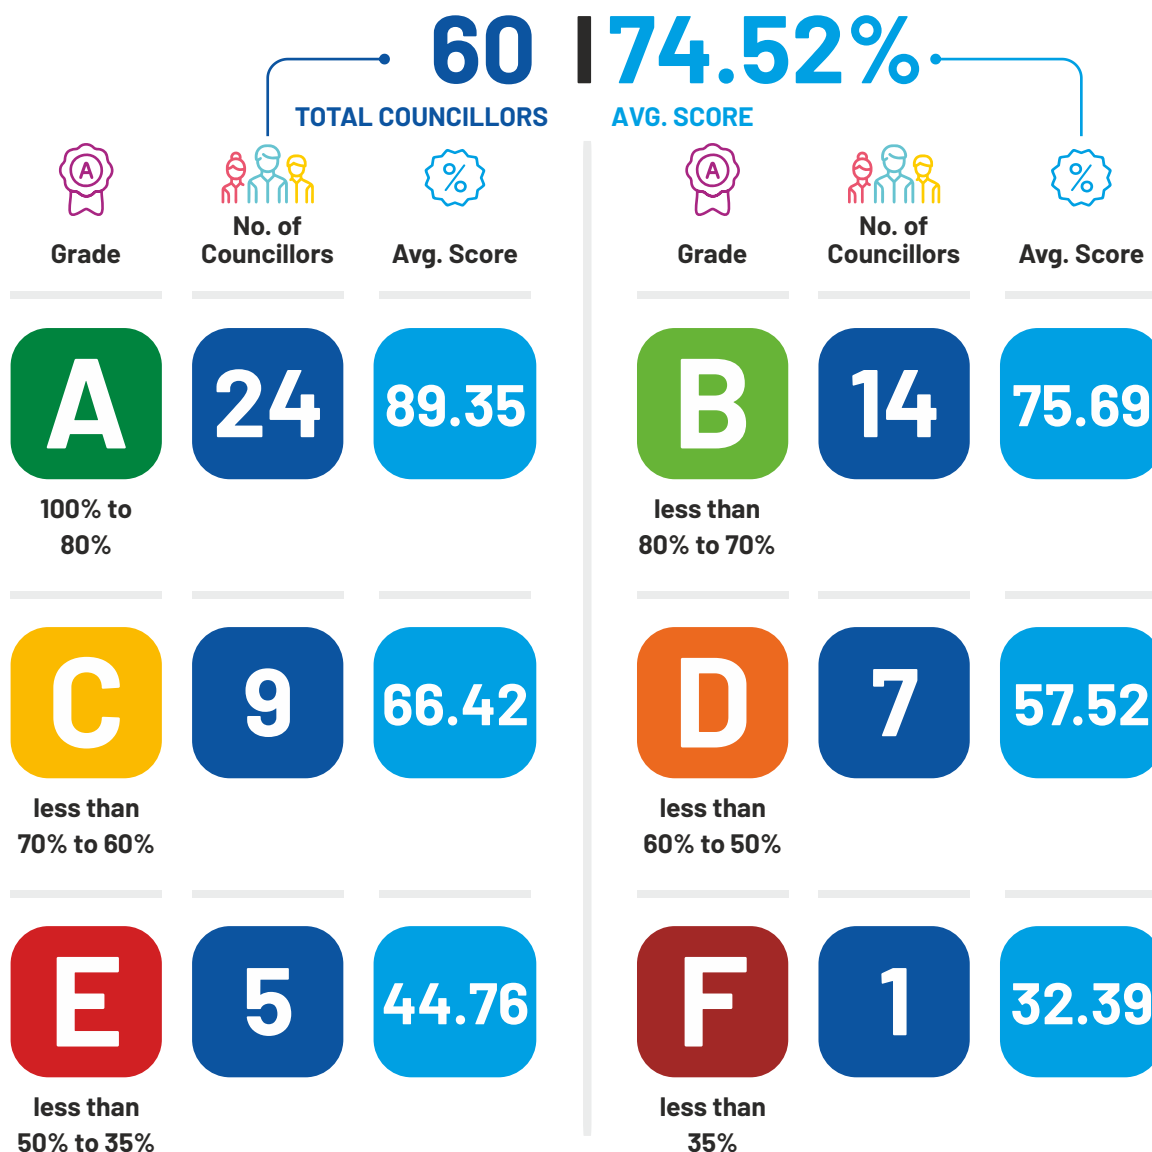 60 74.52%
TOTAL COUNCILLORS AVG. SCORE
A % A %
Grade No. of Councillors Avg. Score Grade No. of Councillors Avg. Score
A 24 89.35 B 14 75.69
100% to
80%
less than
80% to 70%
C 9 66.42 D 7 57.52
less than
70% to 60%
less than
60% to 50%
E 5 44.76 F 1 32.39
less than
50% to 35%
less than
35%